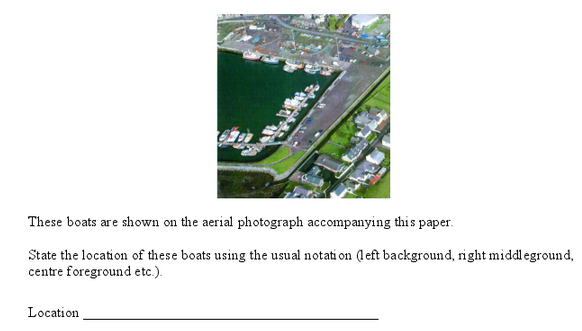 These boats are shown on the aerial photograph accompanying this paper.
State the location of these boats using the usual notation (left background, right middleground,
centre foreground etc.).
Location